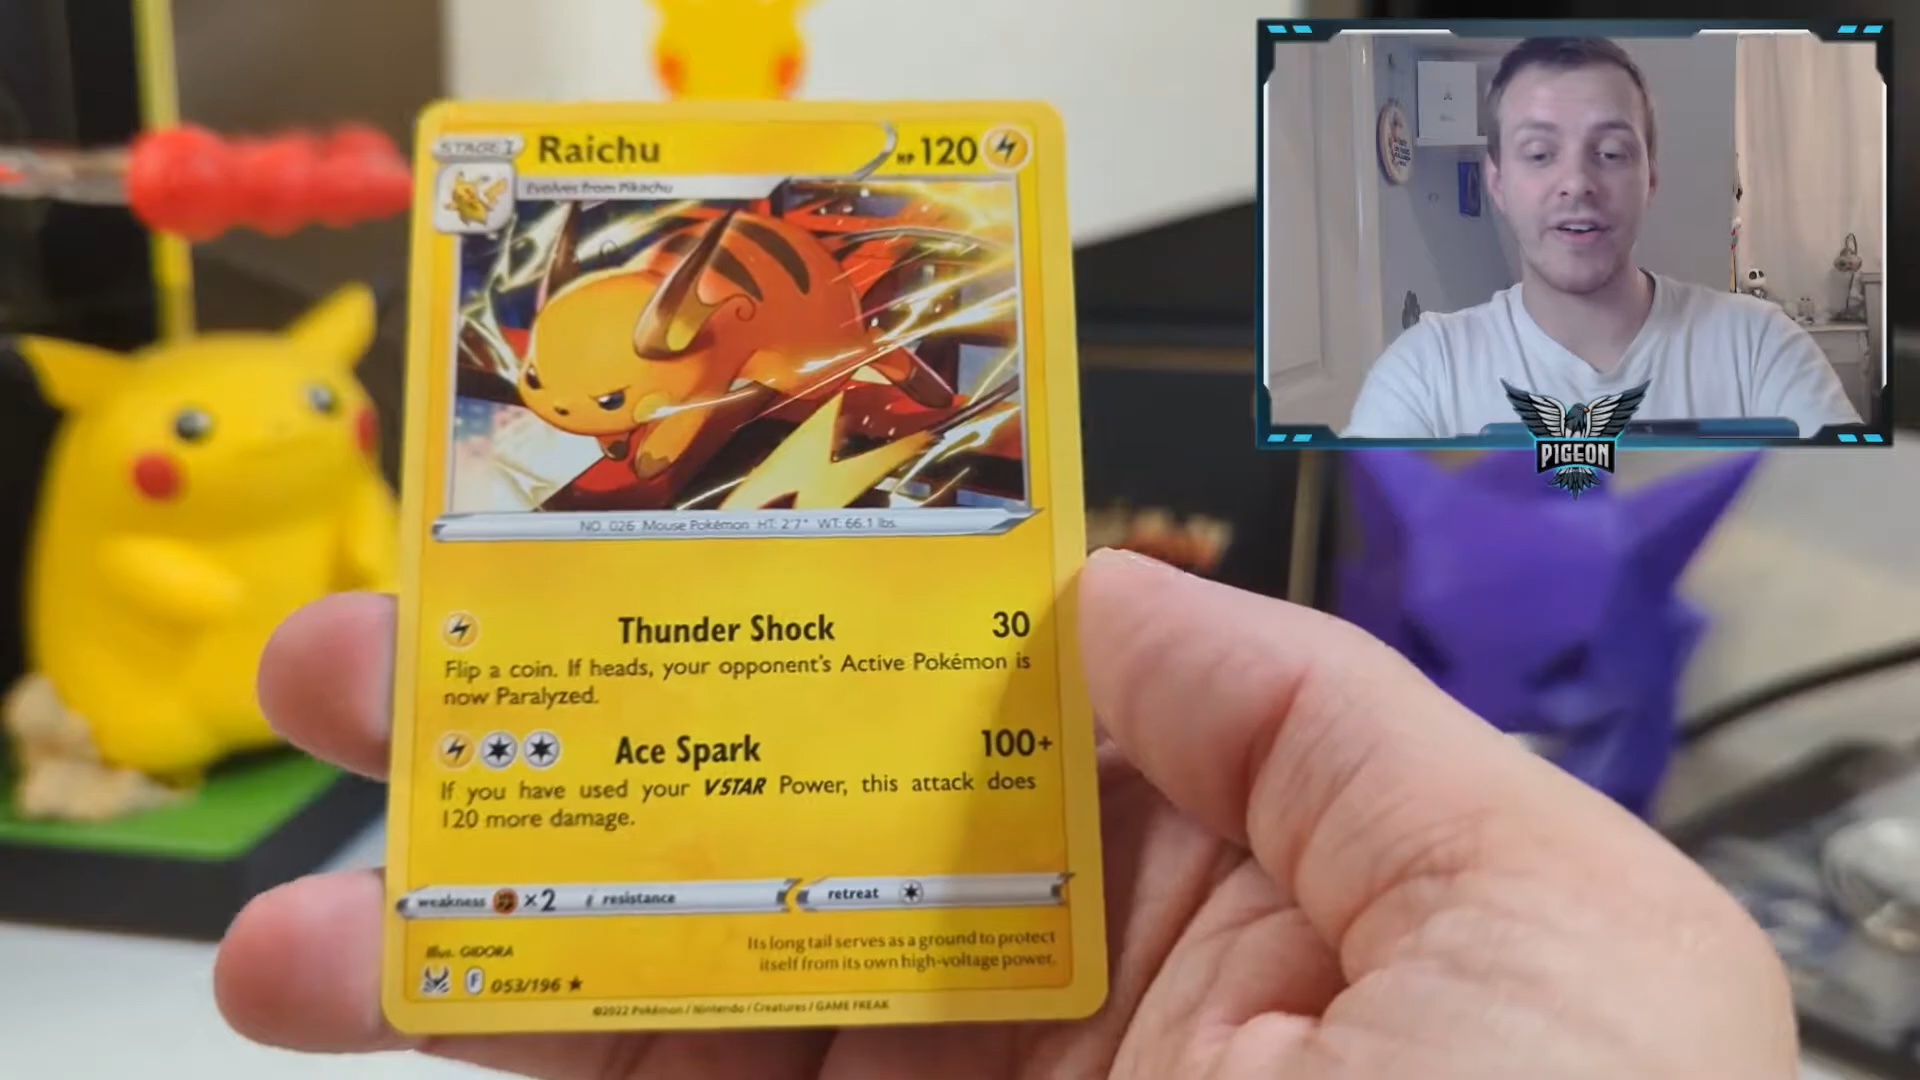 STAGE 1
Raichu
HP 120
Evolves from Pikachu
NO. 026 Mouse Pokémon HT: 2'7" WT: 66.1 lbs.
Thunder Shock 30
Flip a coin. If heads, your opponent's Active Pokémon is
now Paralyzed.
Ace Spark 100+
If you have used your VSTAR Power, this attack does
120 more damage.
weakness ×2 resistance retreat
Illus. GIDORA
Its long tail serves as a ground to protect
itself from its own high-voltage power.
F 053/196 ★
©2022 Pokémon / Nintendo / Creatures / GAME FREAK
PIGEON